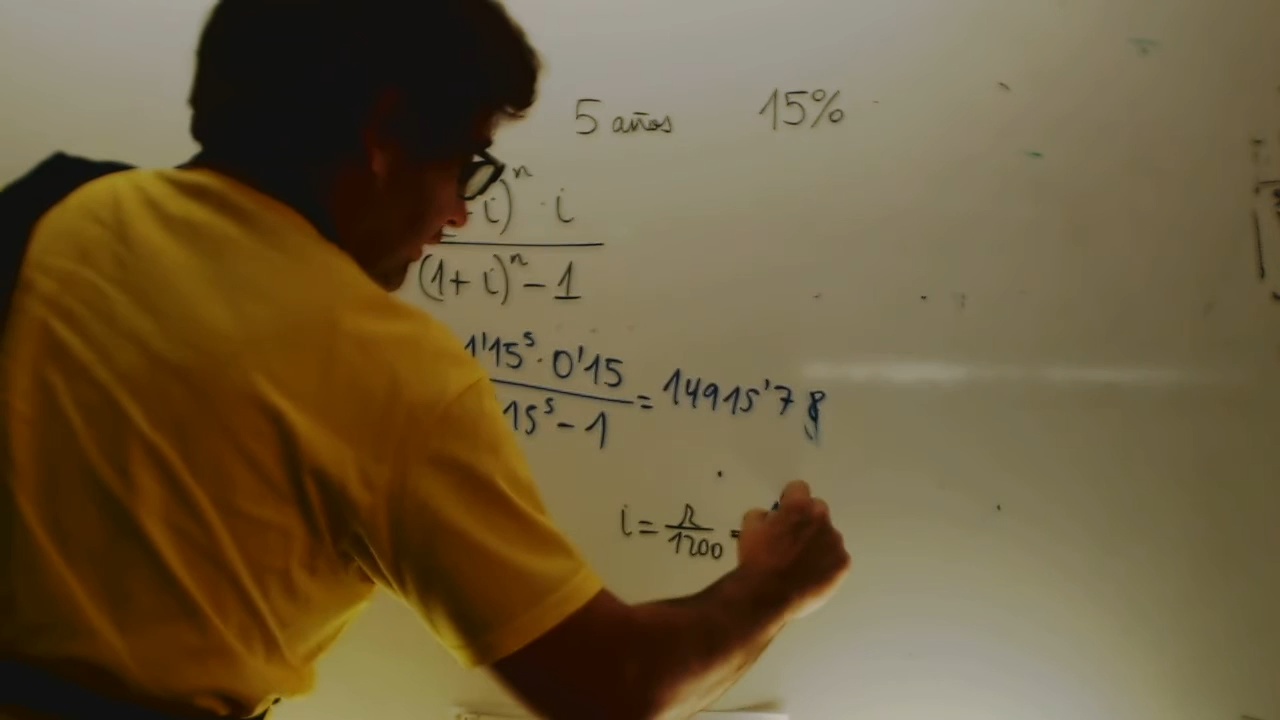 5 años 15%
i)ⁿ · i
(1 + i)ⁿ - 1
1'15⁵ · 0'15
15⁵ - 1
= 14915'78
i = r/1200 =